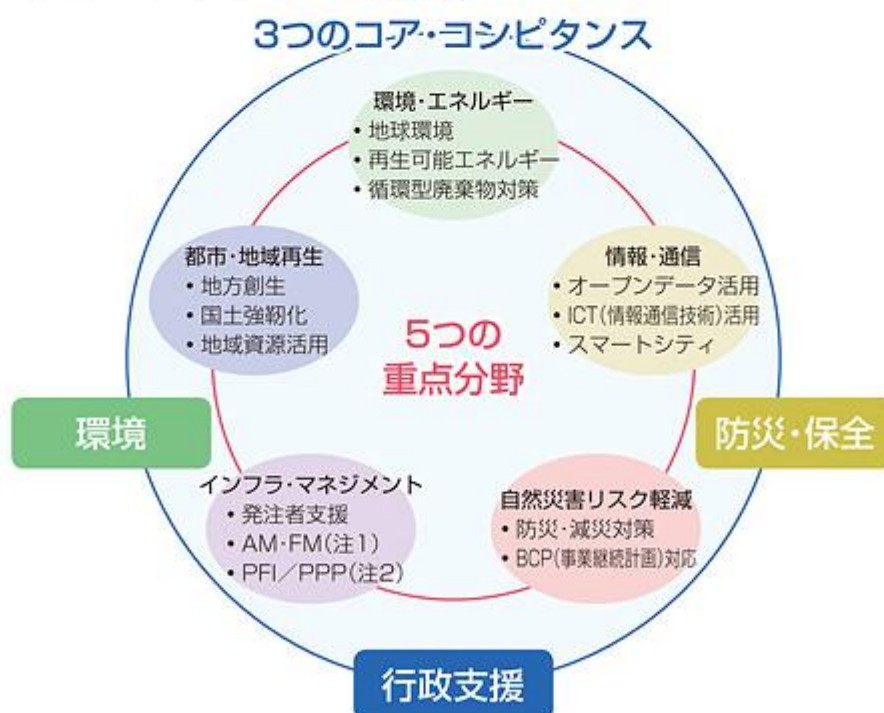 3つのコア・コンピタンス
環境・エネルギー
• 地球環境
• 再生可能エネルギー
• 循環型廃棄物対策
都市・地域再生
• 地方創生
• 国土強靭化
• 地域資源活用
情報・通信
• オープンデータ活用
• ICT(情報通信技術)活用
• スマートシティ
5つの
重点分野
環境
防災・保全
インフラ・マネジメント
• 発注者支援
• AM・FM(注1)
• PFI／PPP(注2)
自然災害リスク軽減
• 防災・減災対策
• BCP(事業継続計画)対応
行政支援